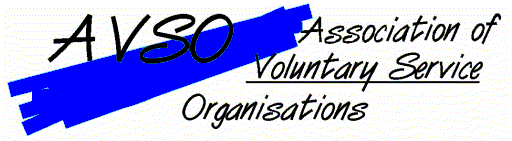 AVSO
Association of
Voluntary Service
Organisations